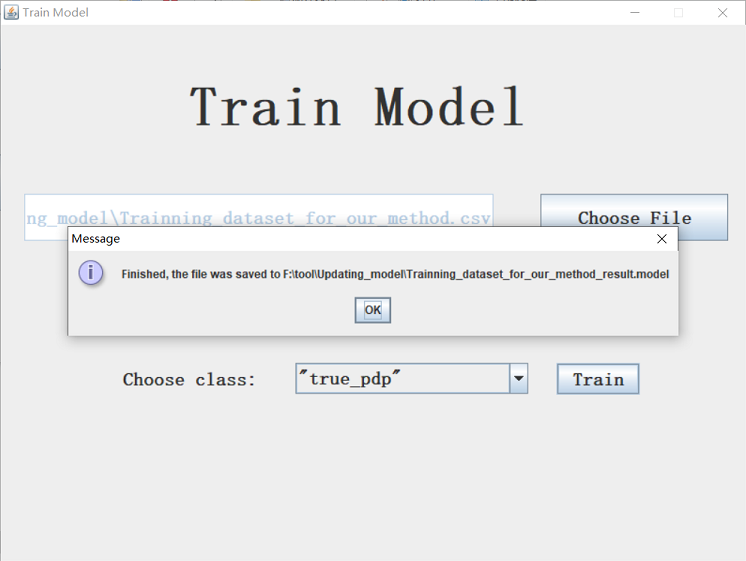 Train Model
Train Model
ng_model\Trainning_dataset_for_our_method.csv
Choose File
Message
Finished, the file was saved to F:\tool\Updating_model\Trainning_dataset_for_our_method_result.model
OK
Choose class:
"true_pdp"
Train